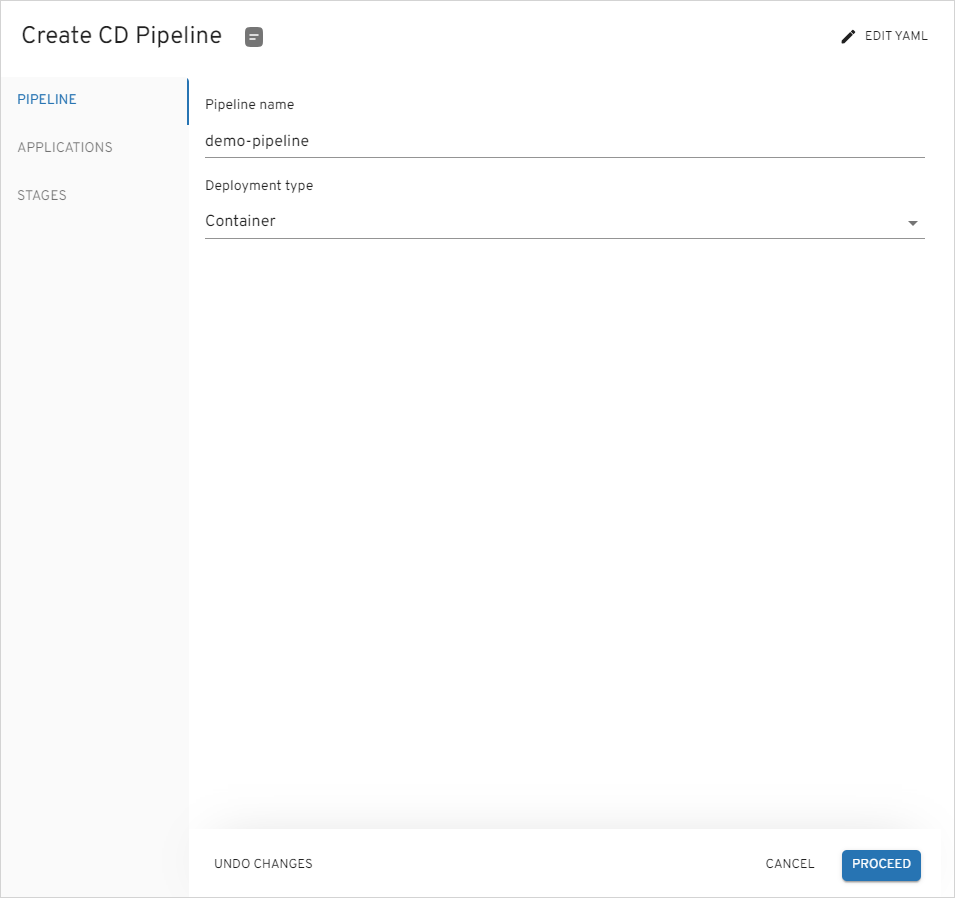 Create CD Pipeline
EDIT YAML
PIPELINE
APPLICATIONS
STAGES
Pipeline name
demo-pipeline
Deployment type
Container
UNDO CHANGES
CANCEL
PROCEED